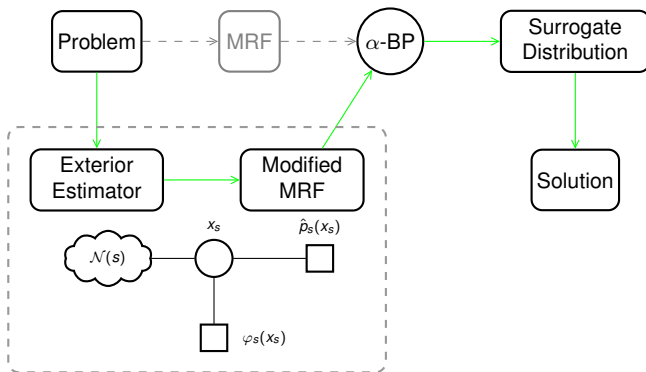 Problem
MRF
α-BP
Surrogate
Distribution
Exterior
Estimator
Modified
MRF
Solution
x_s
p̂_s(x_s)
𝒩(s)
φ_s(x_s)